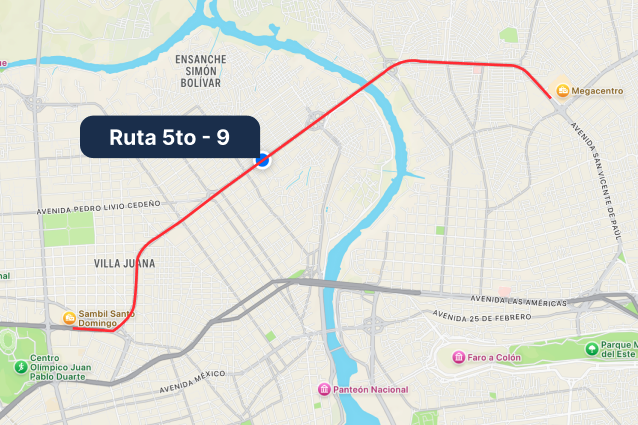 ENSANCHE
SIMÓN
BOLÍVAR
Megacentro
Ruta 5to - 9
AVENIDA SAN VICENTE DE PAÚL
AVENIDA PEDRO LIVIO CEDEÑO
VILLA JUANA
nal
AVENIDA LAS AMÉRICAS
Sambil Santo
Domingo
AVENIDA 25 DE FEBRERO
Parque M
del Este
Centro
Olímpico Juan
Pablo Duarte
Faro a Colón
AVENIDA MÉXICO
Panteón Nacional